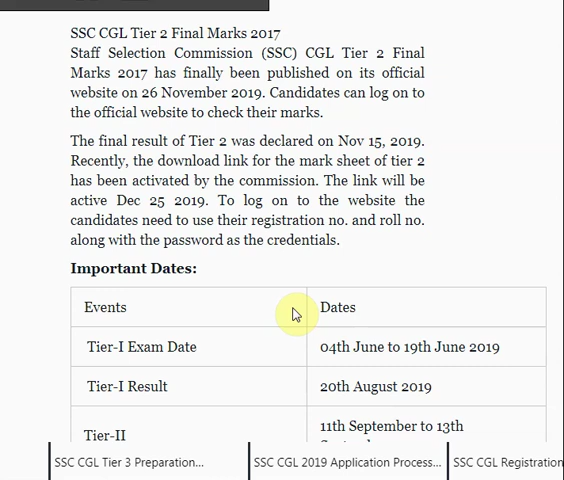 SSC CGL Tier 2 Final Marks 2017
Staff Selection Commission (SSC) CGL Tier 2 Final
Marks 2017 has finally been published on its official
website on 26 November 2019. Candidates can log on to
the official website to check their marks.
The final result of Tier 2 was declared on Nov 15, 2019.
Recently, the download link for the mark sheet of tier 2
has been activated by the commission. The link will be
active Dec 25 2019. To log on to the website the
candidates need to use their registration no. and roll no.
along with the password as the credentials.
Important Dates:
Events Dates
Tier-I Exam Date 04th June to 19th June 2019
Tier-I Result 20th August 2019
Tier-II 11th September to 13th
SSC CGL Tier 3 Preparation... SSC CGL 2019 Application Process... SSC CGL Registration